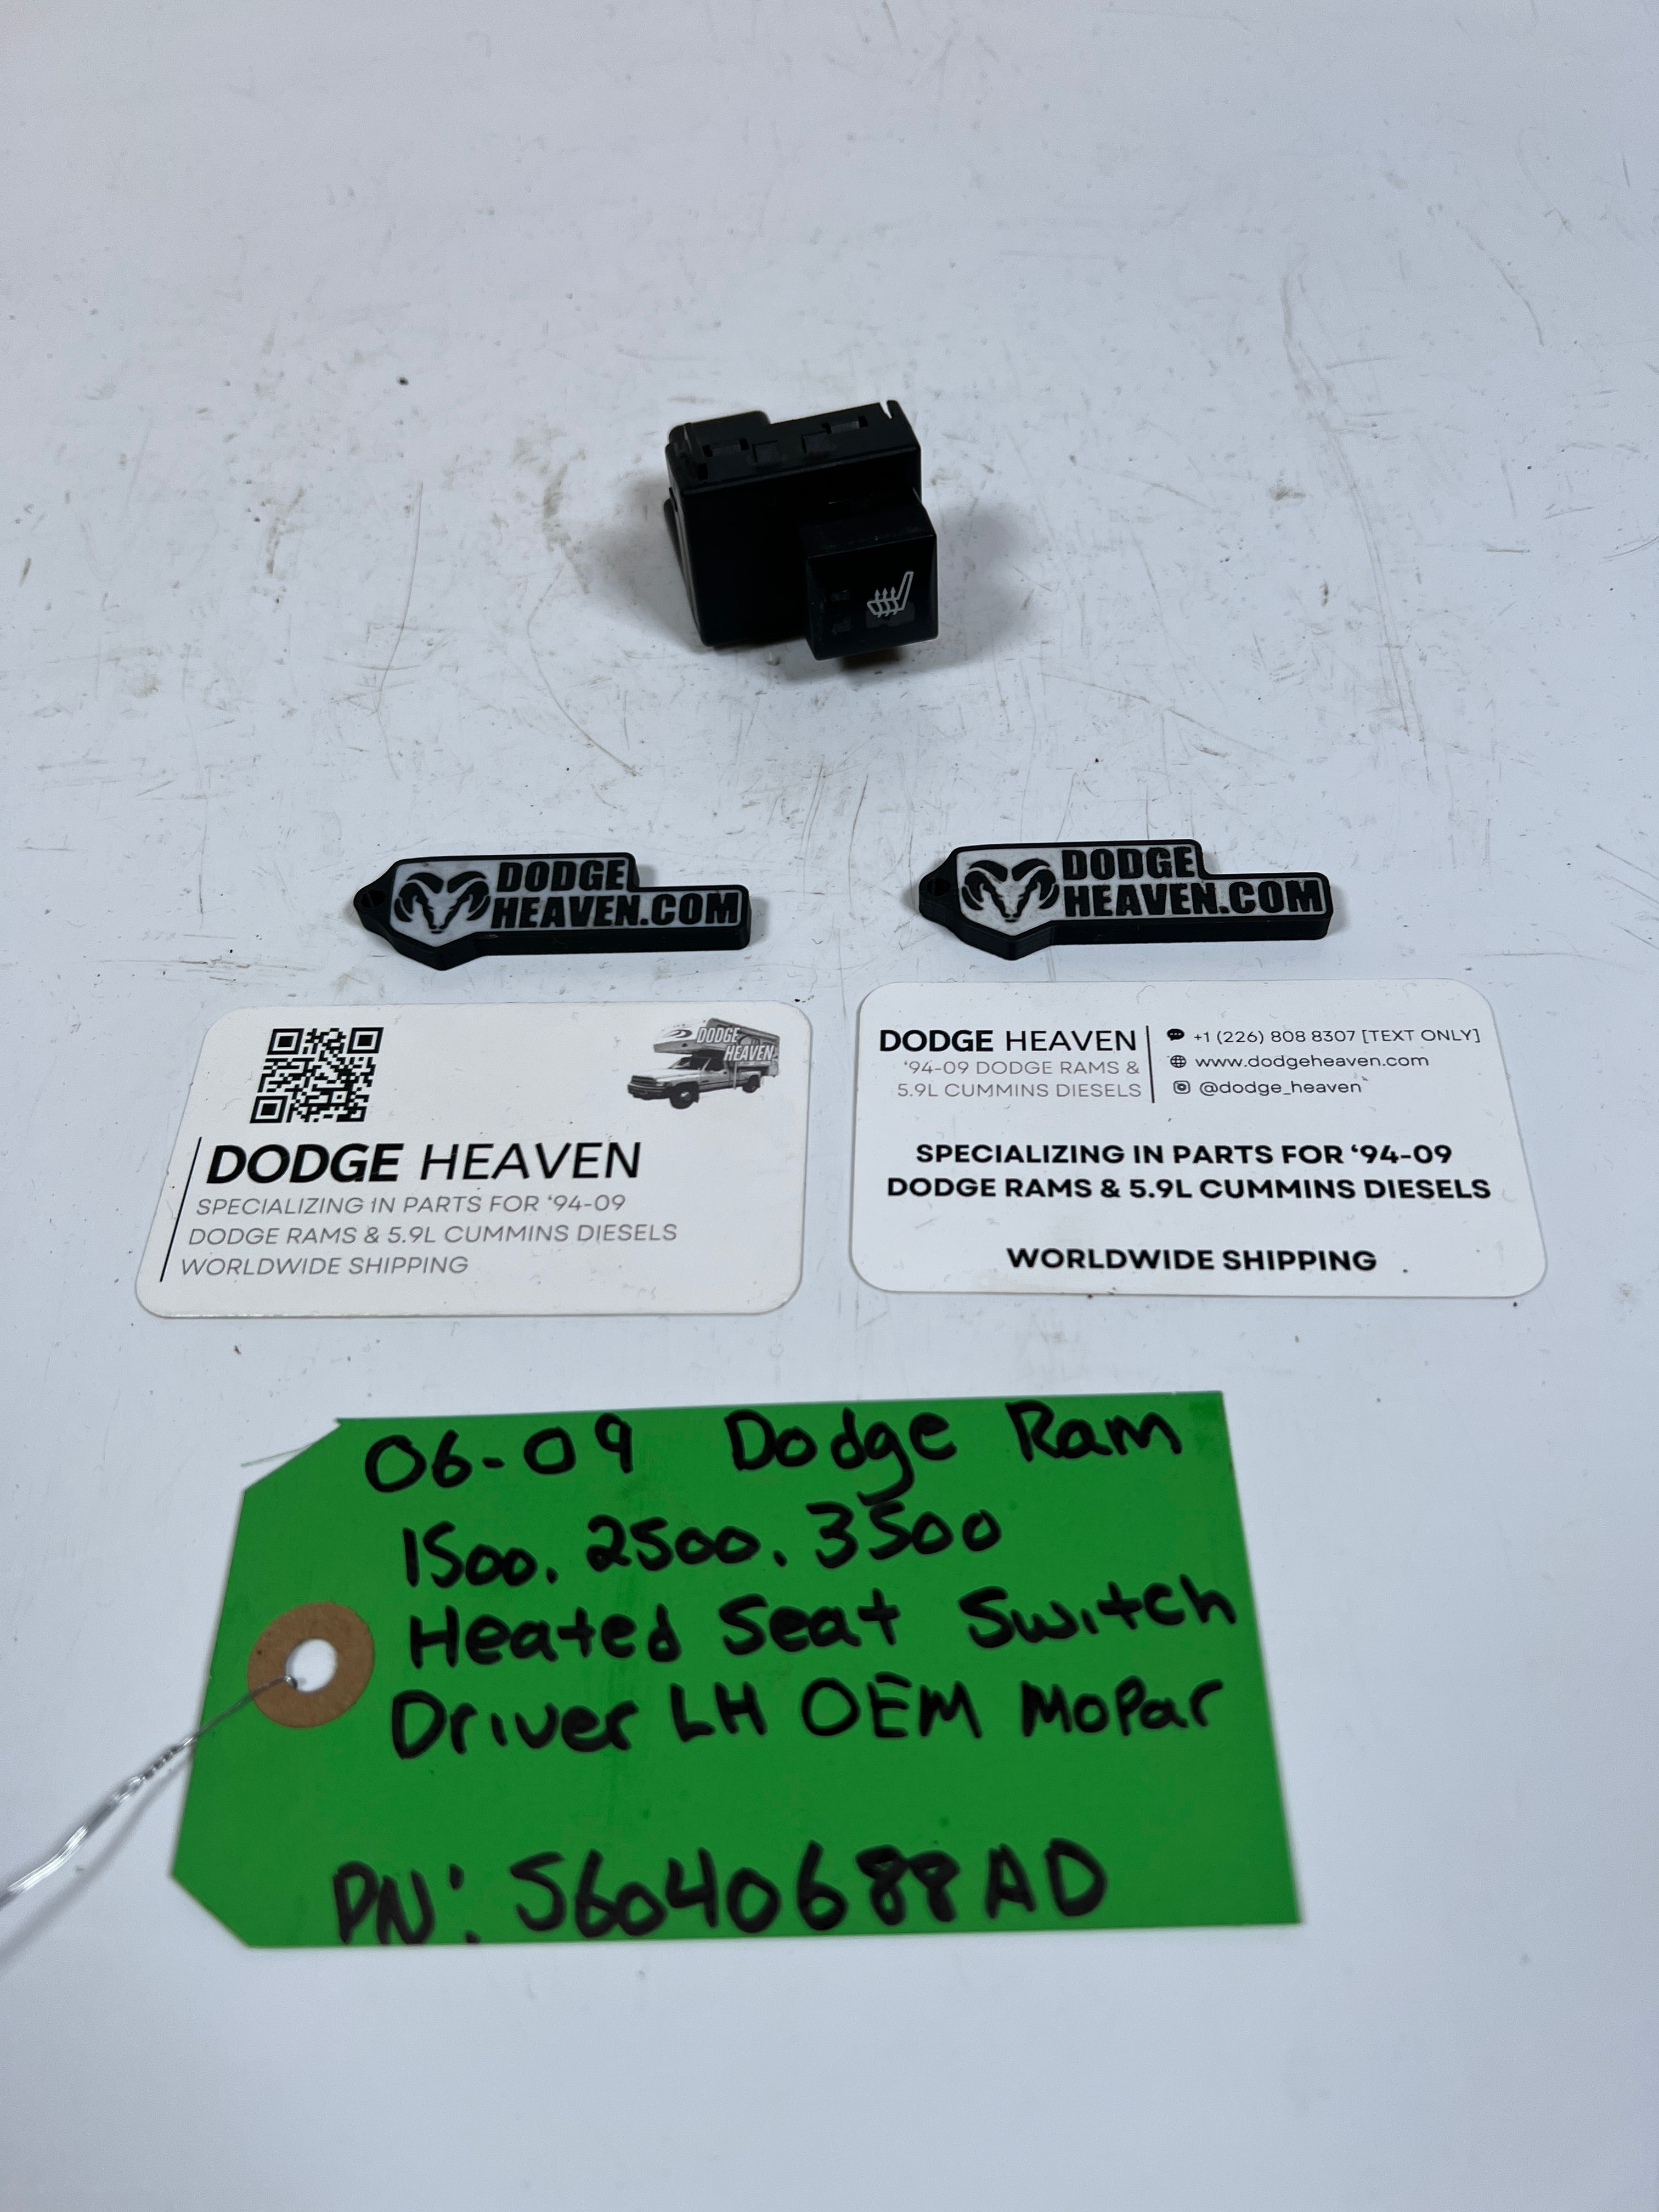 DODGE
HEAVEN.COM
DODGE
HEAVEN.COM
DODGE
HEAVEN
DODGE HEAVEN
SPECIALIZING IN PARTS FOR ‘94-09
DODGE RAMS & 5.9L CUMMINS DIESELS
WORLDWIDE SHIPPING
DODGE HEAVEN
‘94-09 DODGE RAMS &
5.9L CUMMINS DIESELS
+1 (226) 808 8307 [TEXT ONLY]
www.dodgeheaven.com
@dodge_heaven
SPECIALIZING IN PARTS FOR ‘94-09
DODGE RAMS & 5.9L CUMMINS DIESELS
WORLDWIDE SHIPPING
06-09 Dodge Ram
1500. 2500. 3500
Heated Seat Switch
Driver LH OEM Mopar
PN: 56040688AD